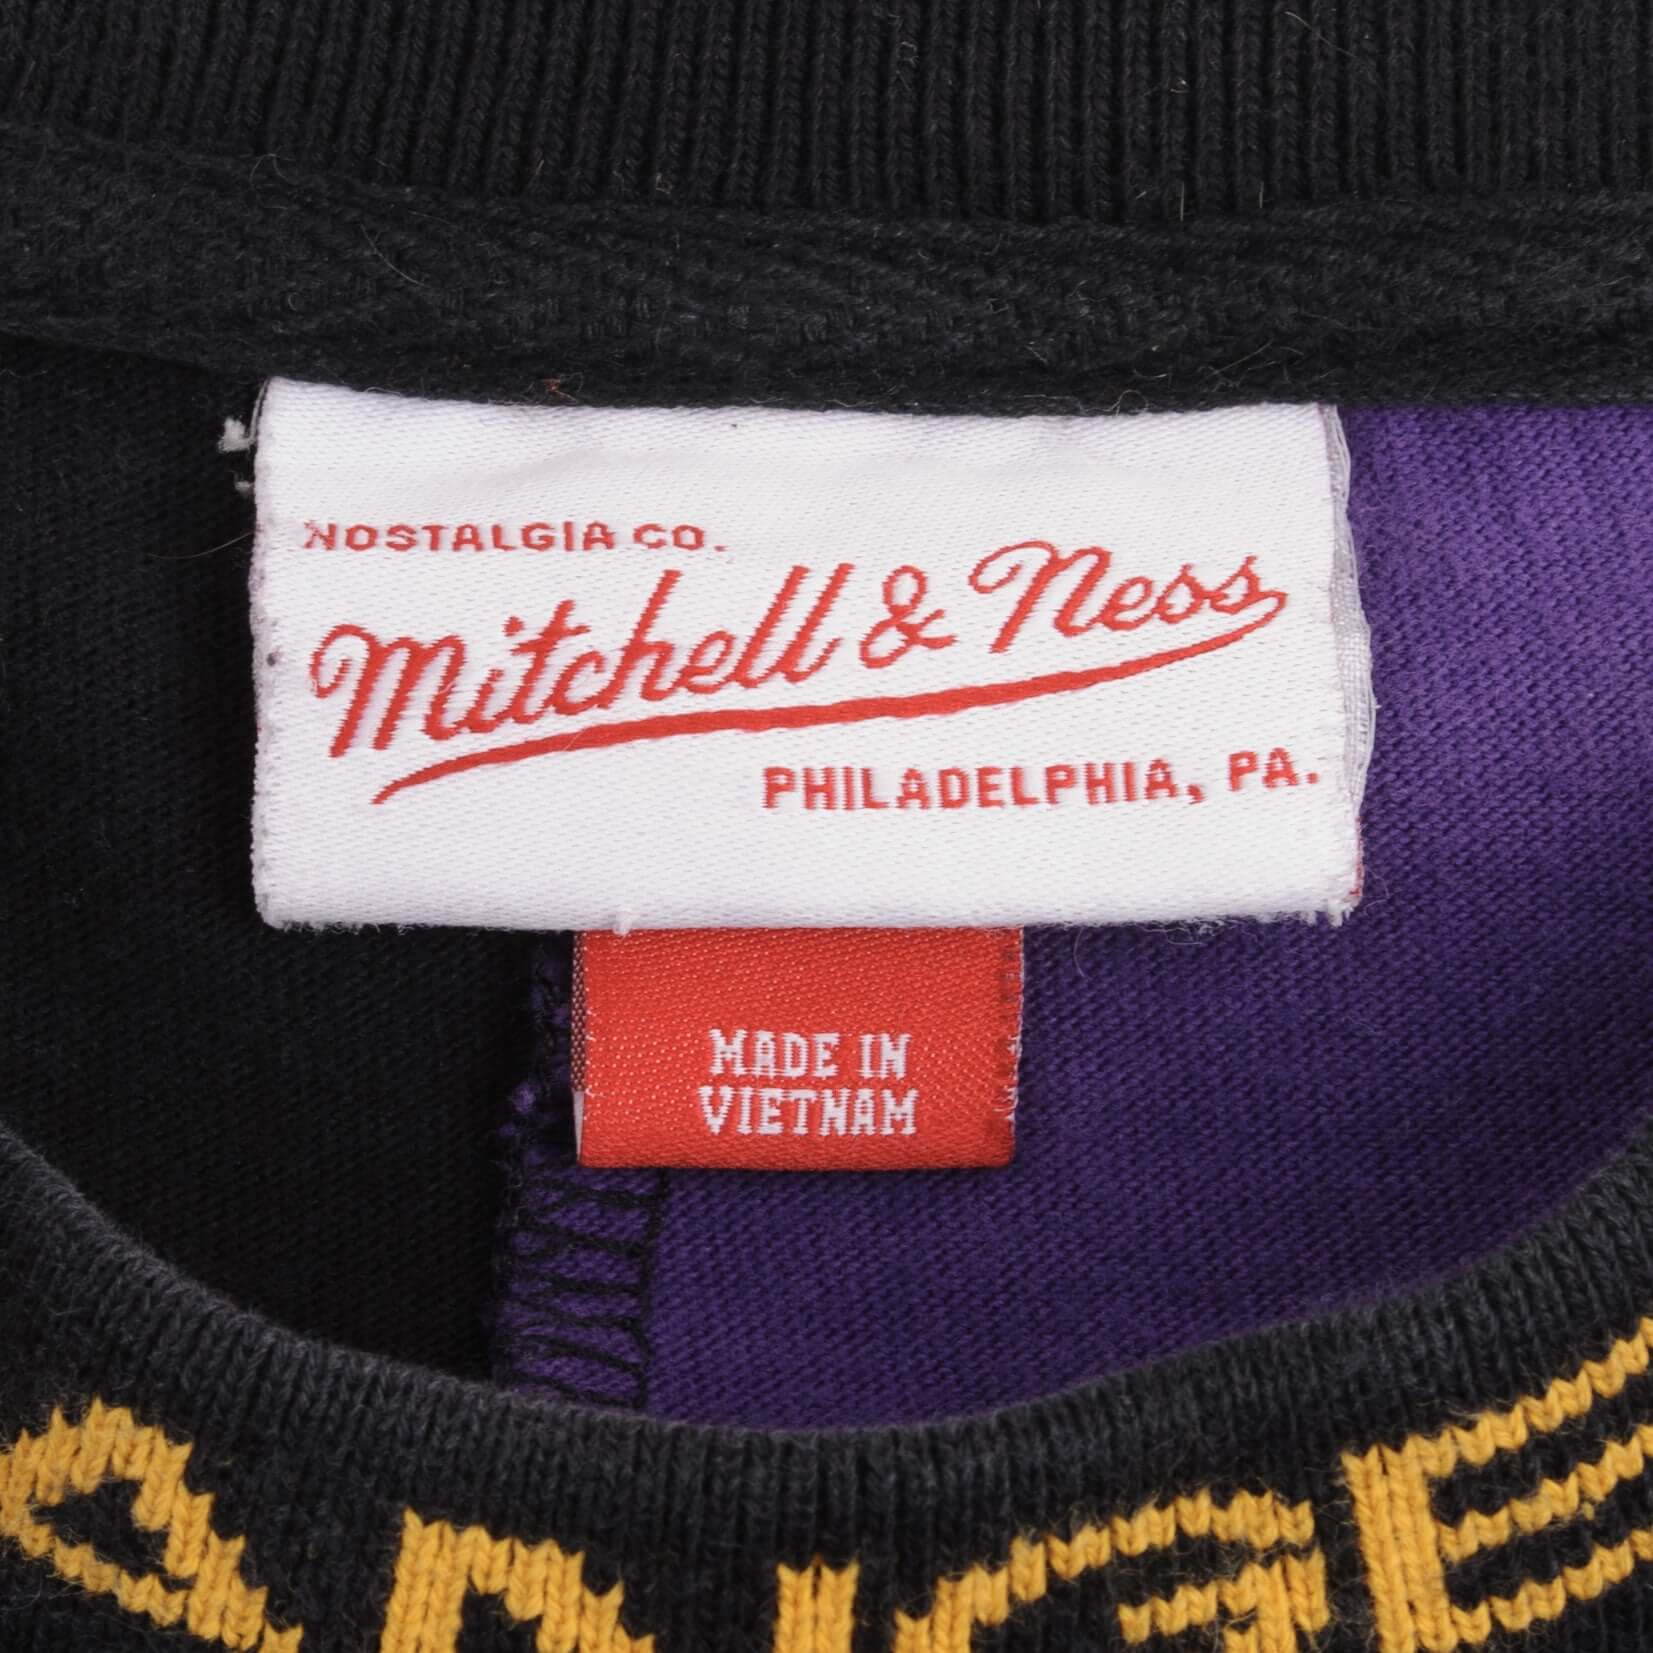 NOSTALGIA CO.
Mitchell & Ness
PHILADELPHIA, PA.
MADE IN
VIETNAM